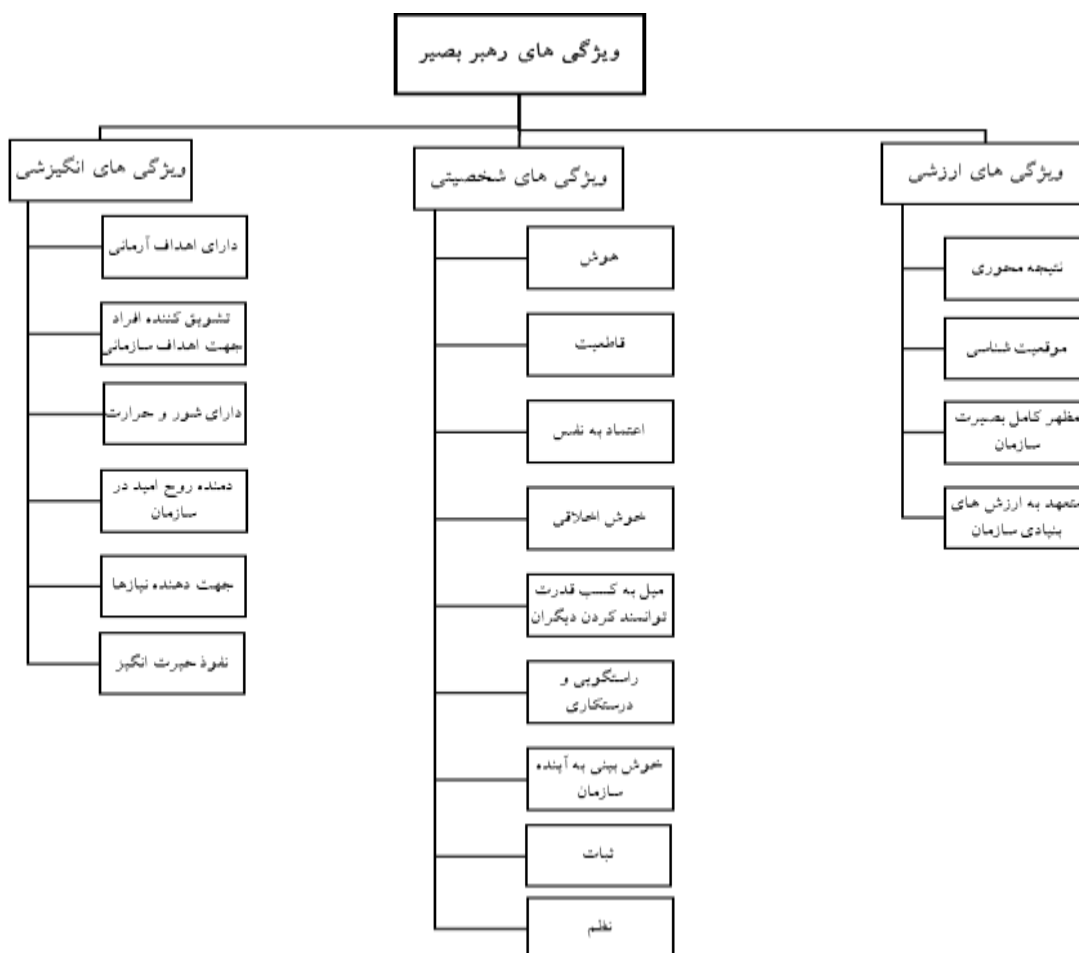 ویژگی های رهبر بصیر
ویژگی های ارزشی
نتیجه محوری
موقعیت شناسی
مظهر کامل بصیرت
سازمان
متعهد به ارزش های
بنیادی سازمان
ویژگی های شخصیتی
هوش
قاطعیت
اعتماد به نفس
خوش اخلاقی
میل به کسب قدرت
توانمند کردن دیگران
راستگویی و
درستکاری
خوش بینی به آینده
سازمان
ثبات
نظم
ویژگی های انگیزشی
دارای اهداف آرمانی
تشویق کننده افراد
جهت اهداف سازمانی
دارای شور و حرارت
دمنده روح امید در
سازمان
جهت دهنده نیازها
نفوذ حیرت انگیز